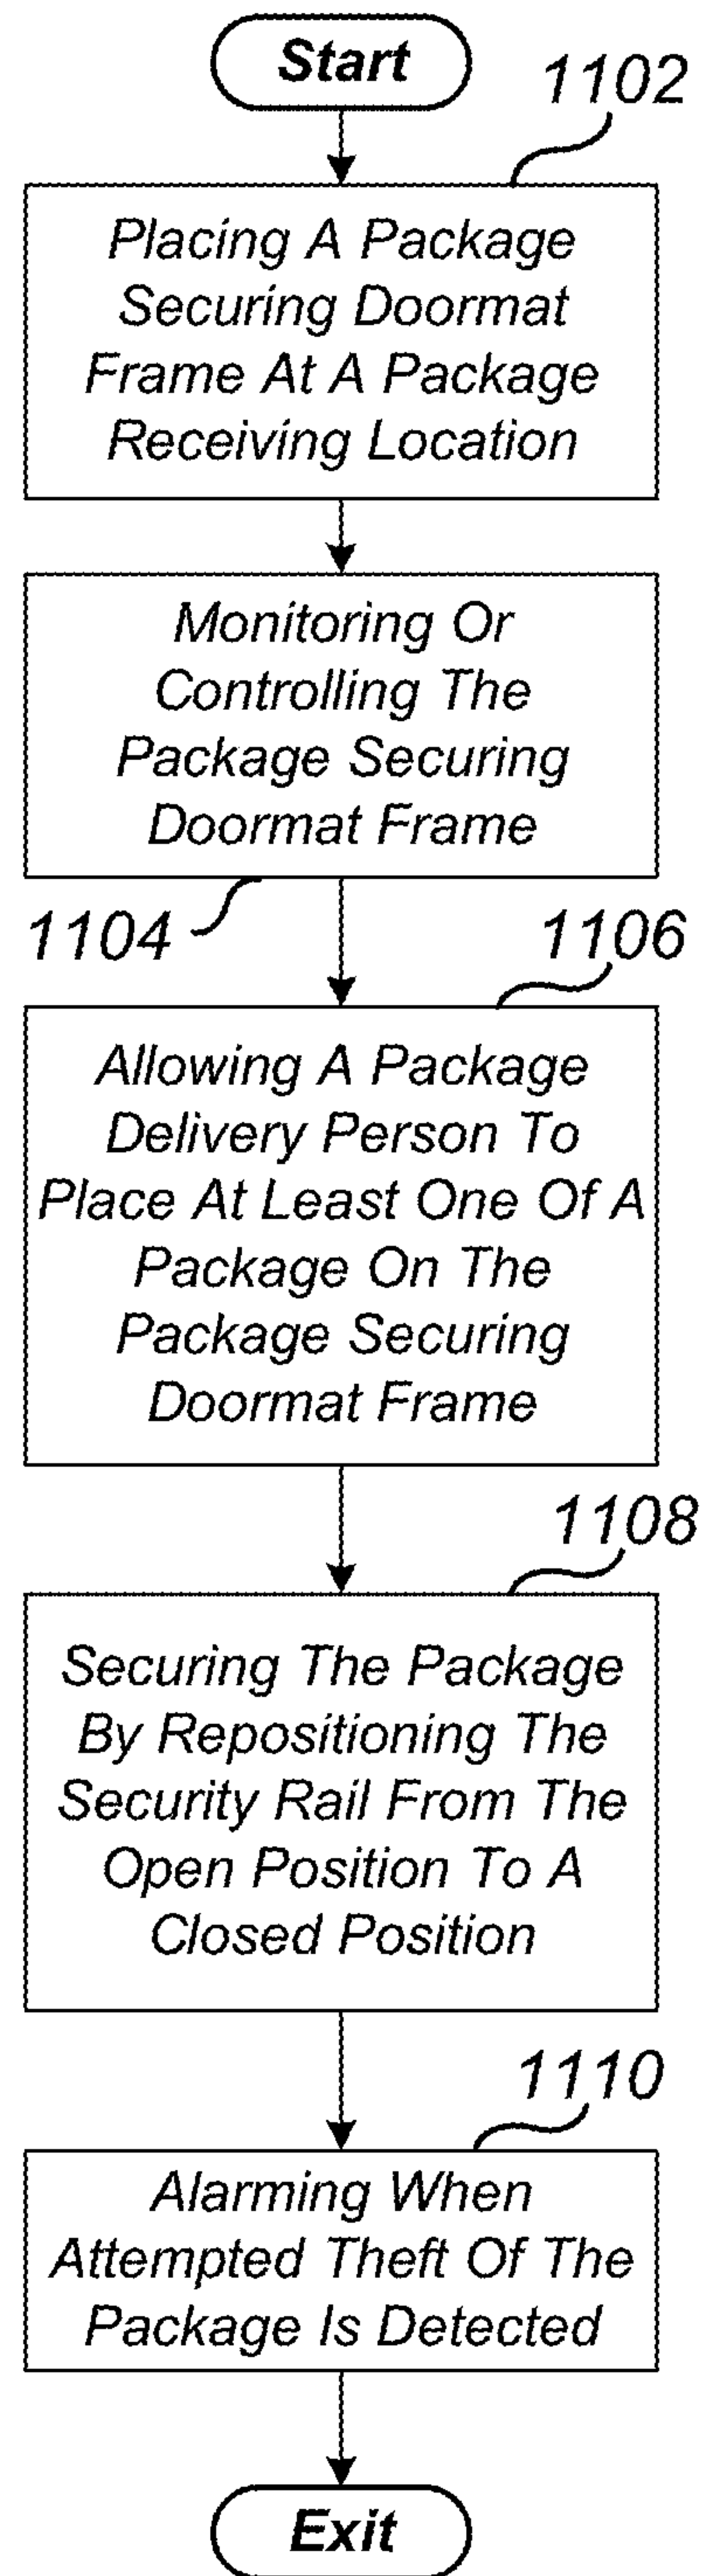 Start
1102
Placing A Package
Securing Doormat
Frame At A Package
Receiving Location
Monitoring Or
Controlling The
Package Securing
Doormat Frame
1104
1106
Allowing A Package
Delivery Person To
Place At Least One Of A
Package On The
Package Securing
Doormat Frame
1108
Securing The Package
By Repositioning The
Security Rail From The
Open Position To A
Closed Position
1110
Alarming When
Attempted Theft Of The
Package Is Detected
Exit